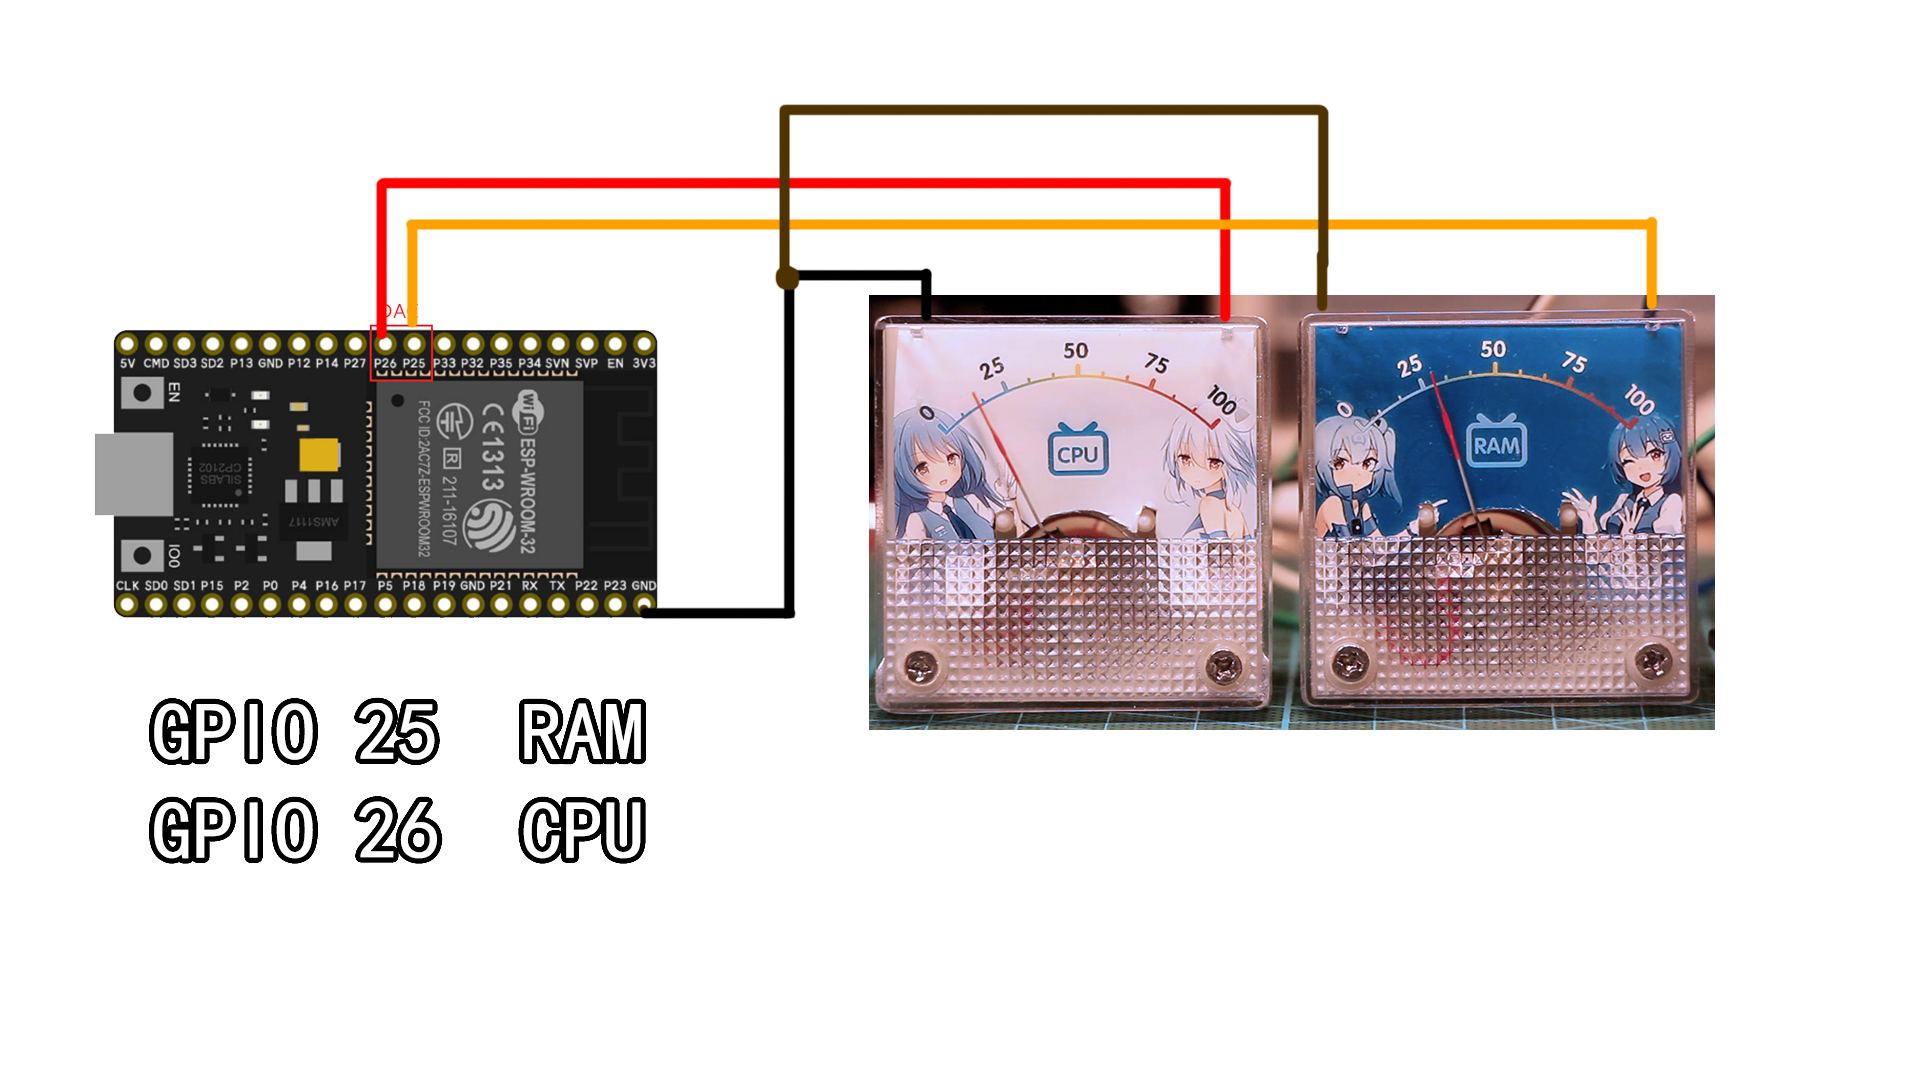 DA
5V CMD SD3 SD2 P13 GND P12 P14 P27 P26 P25 P33 P32 P35 P34 SVN SVP EN 3V3
EN
SILABS
CP2102
AMS1117
IO0
WiFi ESP-WROOM-32
CE1313
R 211-16107
FCC ID:2AC7Z-ESPWROOM32
CLK SD0 SD1 P15 P2 P0 P4 P16 P17 P5 P18 P19 GND P21 RX TX P22 P23 GND
0 25 50 75 100
CPU
0 25 50 75 100
RAM
GPIO 25 RAM
GPIO 26 CPU